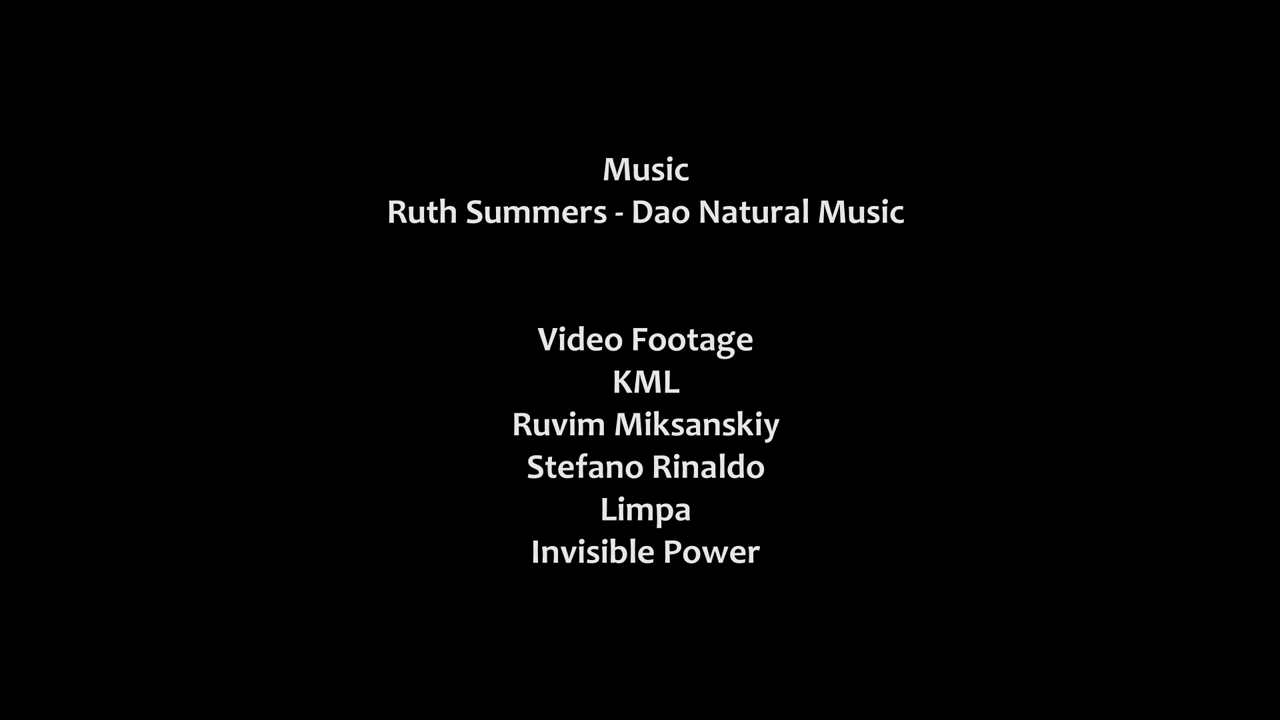 Music
Ruth Summers - Dao Natural Music
Video Footage
KML
Ruvim Miksanskiy
Stefano Rinaldo
Limpa
Invisible Power